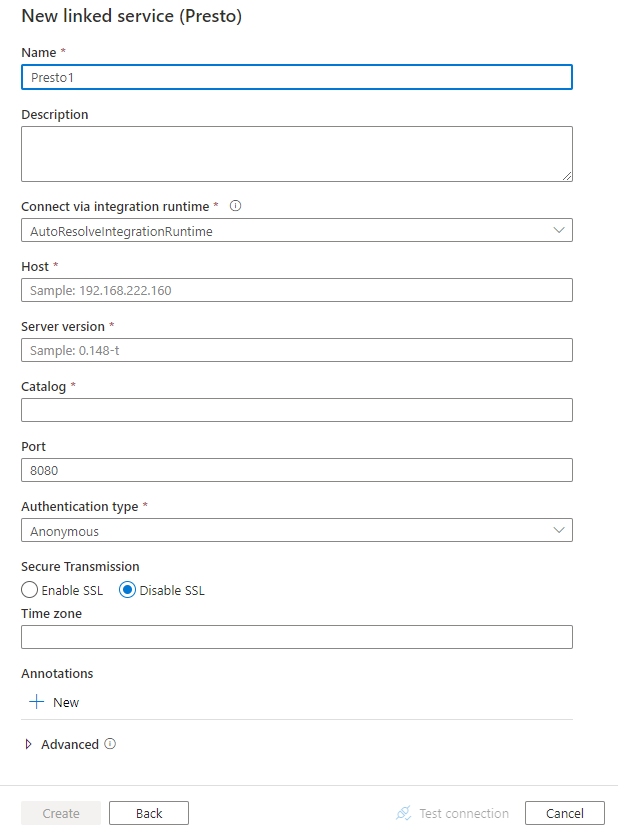 New linked service (Presto)
Name *
Presto1
Description
Connect via integration runtime *
AutoResolveIntegrationRuntime
Host *
Sample: 192.168.222.160
Server version *
Sample: 0.148-t
Catalog *
Port
8080
Authentication type *
Anonymous
Secure Transmission
Enable SSL Disable SSL
Time zone
Annotations
New
Advanced
Create Back Test connection Cancel